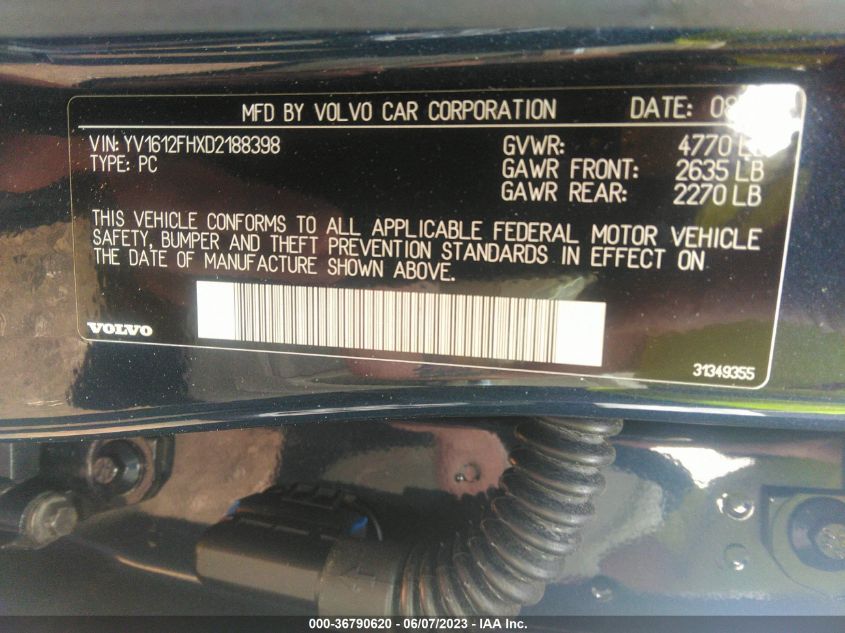 MFD BY VOLVO CAR CORPORATION DATE: 08
VIN: YV1612FHXD2188398 GVWR: 4770 LB
TYPE: PC GAWR FRONT: 2635 LB
GAWR REAR: 2270 LB
THIS VEHICLE CONFORMS TO ALL APPLICABLE FEDERAL MOTOR VEHICLE
SAFETY, BUMPER AND THEFT PREVENTION STANDARDS IN EFFECT ON
THE DATE OF MANUFACTURE SHOWN ABOVE.
VOLVO
31349355
000-36790620 - 06/07/2023 - IAA Inc.